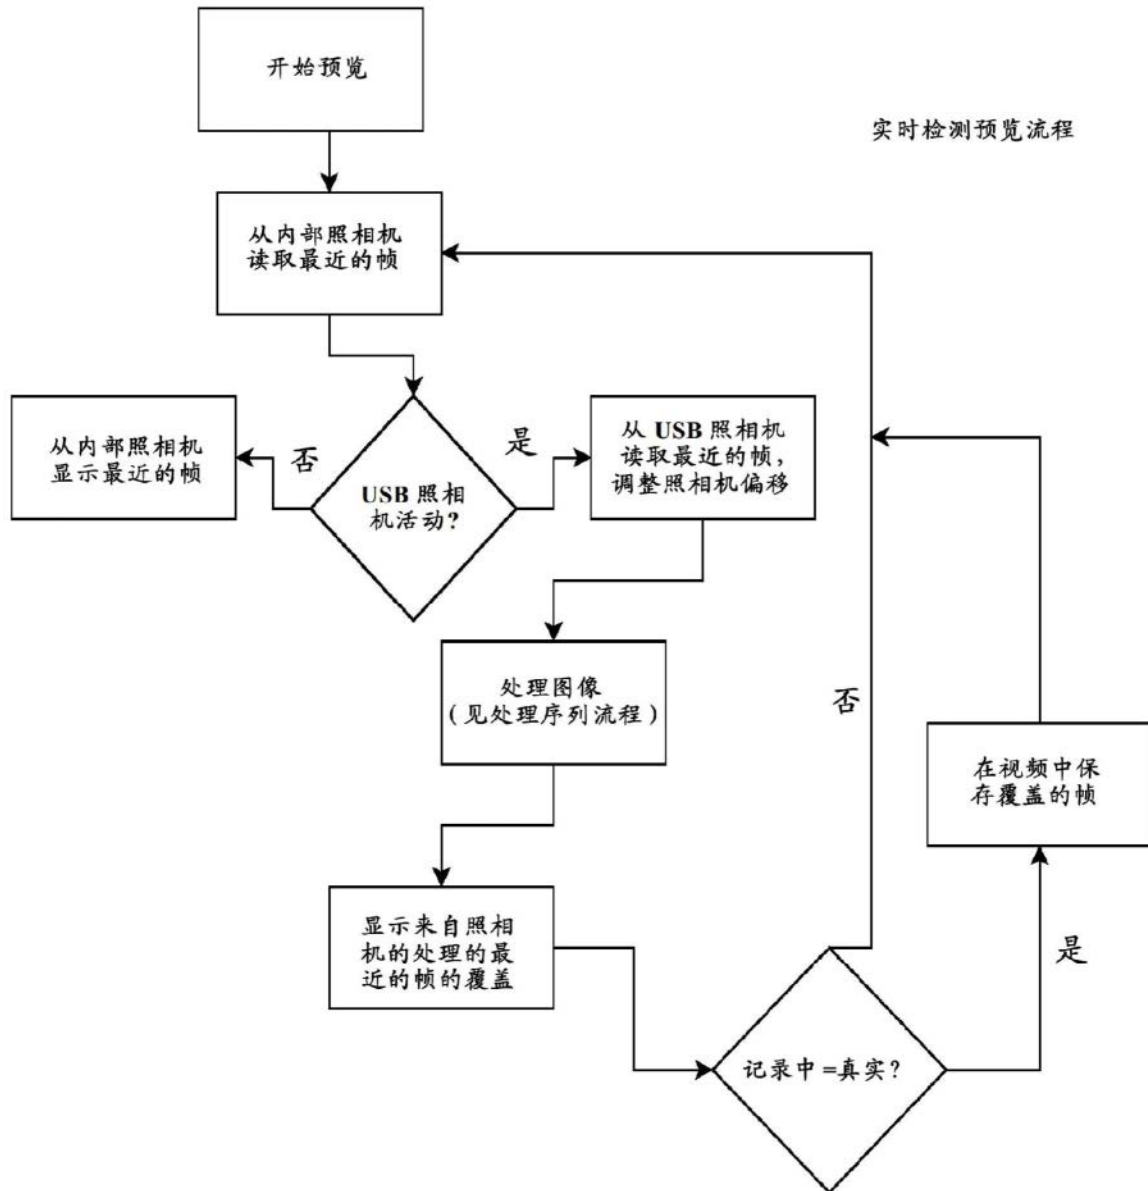 开始预览
实时检测预览流程
从内部照相机
读取最近的帧
从内部照相机
显示最近的帧
否
USB 照相
机活动?
是
从 USB 照相机
读取最近的帧,
调整照相机偏移
处理图像
(见处理序列流程)
否
在视频中保
存覆盖的帧
显示来自照相
机的处理的最
近的帧的覆盖
是
记录中=真实?